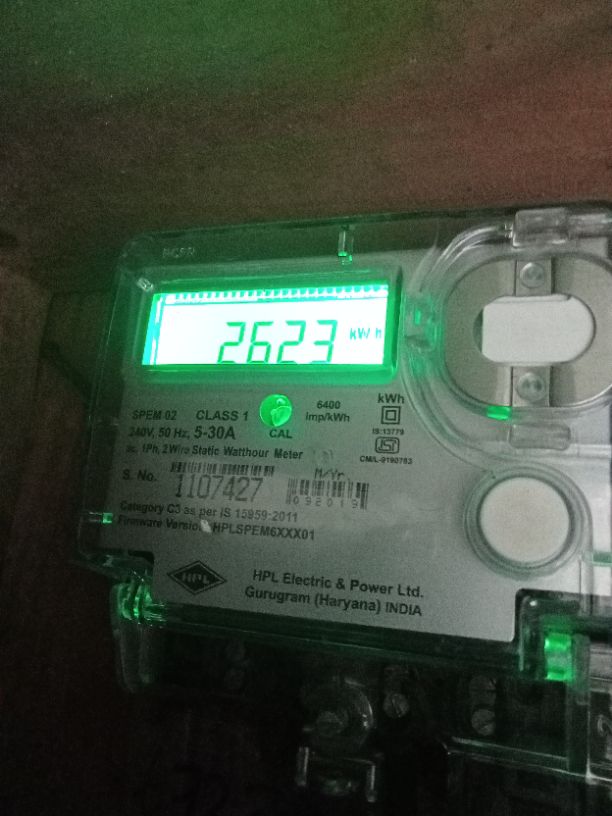 2623 kWh
SPEM 02 CLASS 1
6400
imp/kWh
kWh
240V, 50 Hz, 5-30A
CAL
IS:13779
ac, 1Ph, 2Wire Static Watthour Meter
CM/L-9190783
S. No. 1107427
M/Yr
092019
Category C3 as per IS 15959-2011
Firmware Version: HPLSPEM6XXX01
HPL
HPL Electric & Power Ltd.
Gurugram (Haryana) INDIA